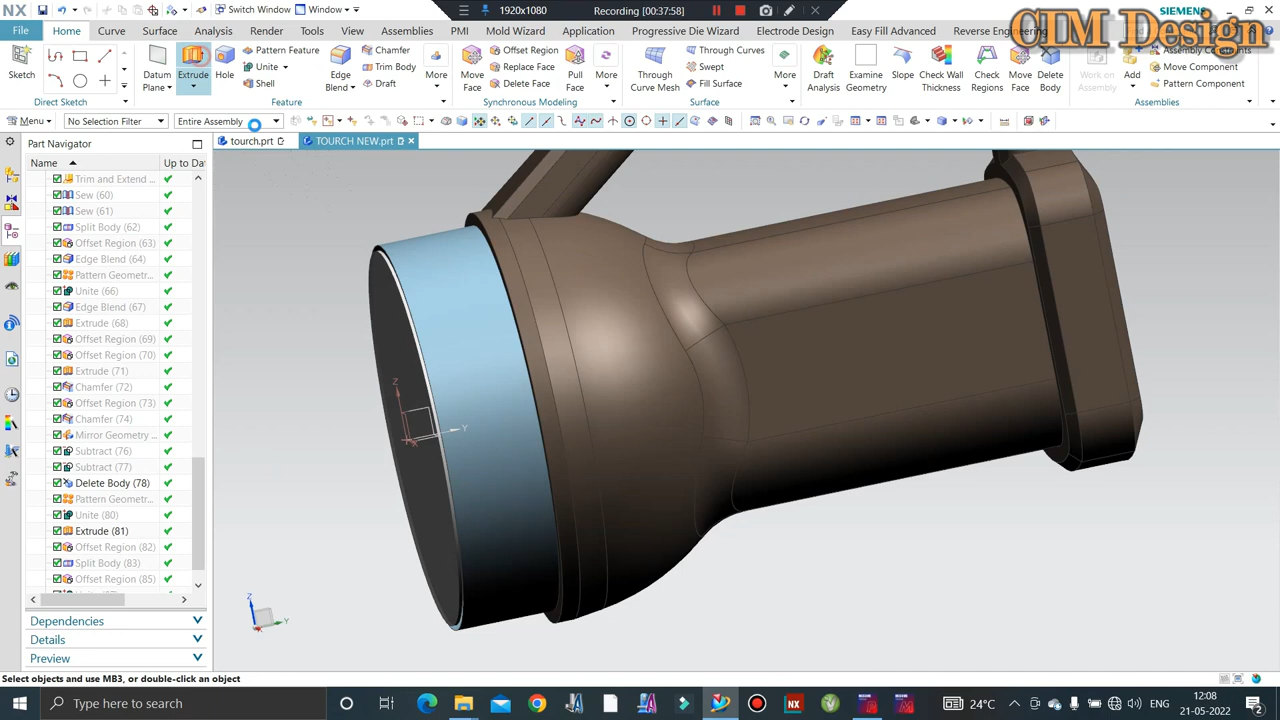 NX
Switch Window
Window
1920x1080
Recording [00:37:58]
SIEMENS
CIM Design
File
Home
Curve
Surface
Analysis
Render
Tools
View
Assemblies
PMI
Mold Wizard
Application
Progressive Die Wizard
Electrode Design
Easy Fill Advanced
Reverse Engineering
Sketch
Datum Plane
Extrude
Hole
Pattern Feature
Unite
Shell
Edge Blend
Chamfer
Trim Body
Draft
More
Move Face
Offset Region
Replace Face
Delete Face
Pull Face
More
Through Curve Mesh
Through Curves
Swept
Fill Surface
More
Draft Analysis
Examine Geometry
Slope
Check Wall Thickness
Check Regions
Move Face
Delete Body
Work on Assembly
Add
Assembly Constraints
Move Component
Pattern Component
Direct Sketch
Feature
Synchronous Modeling
Surface
Assemblies
Menu
No Selection Filter
Entire Assembly
Part Navigator
tourch.prt
TOURCH NEW.prt
Name
Up to Da
Trim and Extend ...
Sew (60)
Sew (61)
Split Body (62)
Offset Region (63)
Edge Blend (64)
Pattern Geometr...
Unite (66)
Edge Blend (67)
Extrude (68)
Offset Region (69)
Offset Region (70)
Extrude (71)
Chamfer (72)
Offset Region (73)
Chamfer (74)
Mirror Geometry
Subtract (76)
Subtract (77)
Delete Body (78)
Pattern Geometr...
Unite (80)
Extrude (81)
Offset Region (82)
Split Body (83)
Offset Region (85)
Dependencies
Details
Preview
Z
Y
Z
Y
Select objects and use MB3, or double-click an object
Type here to search
24°C
12:08
21-05-2022